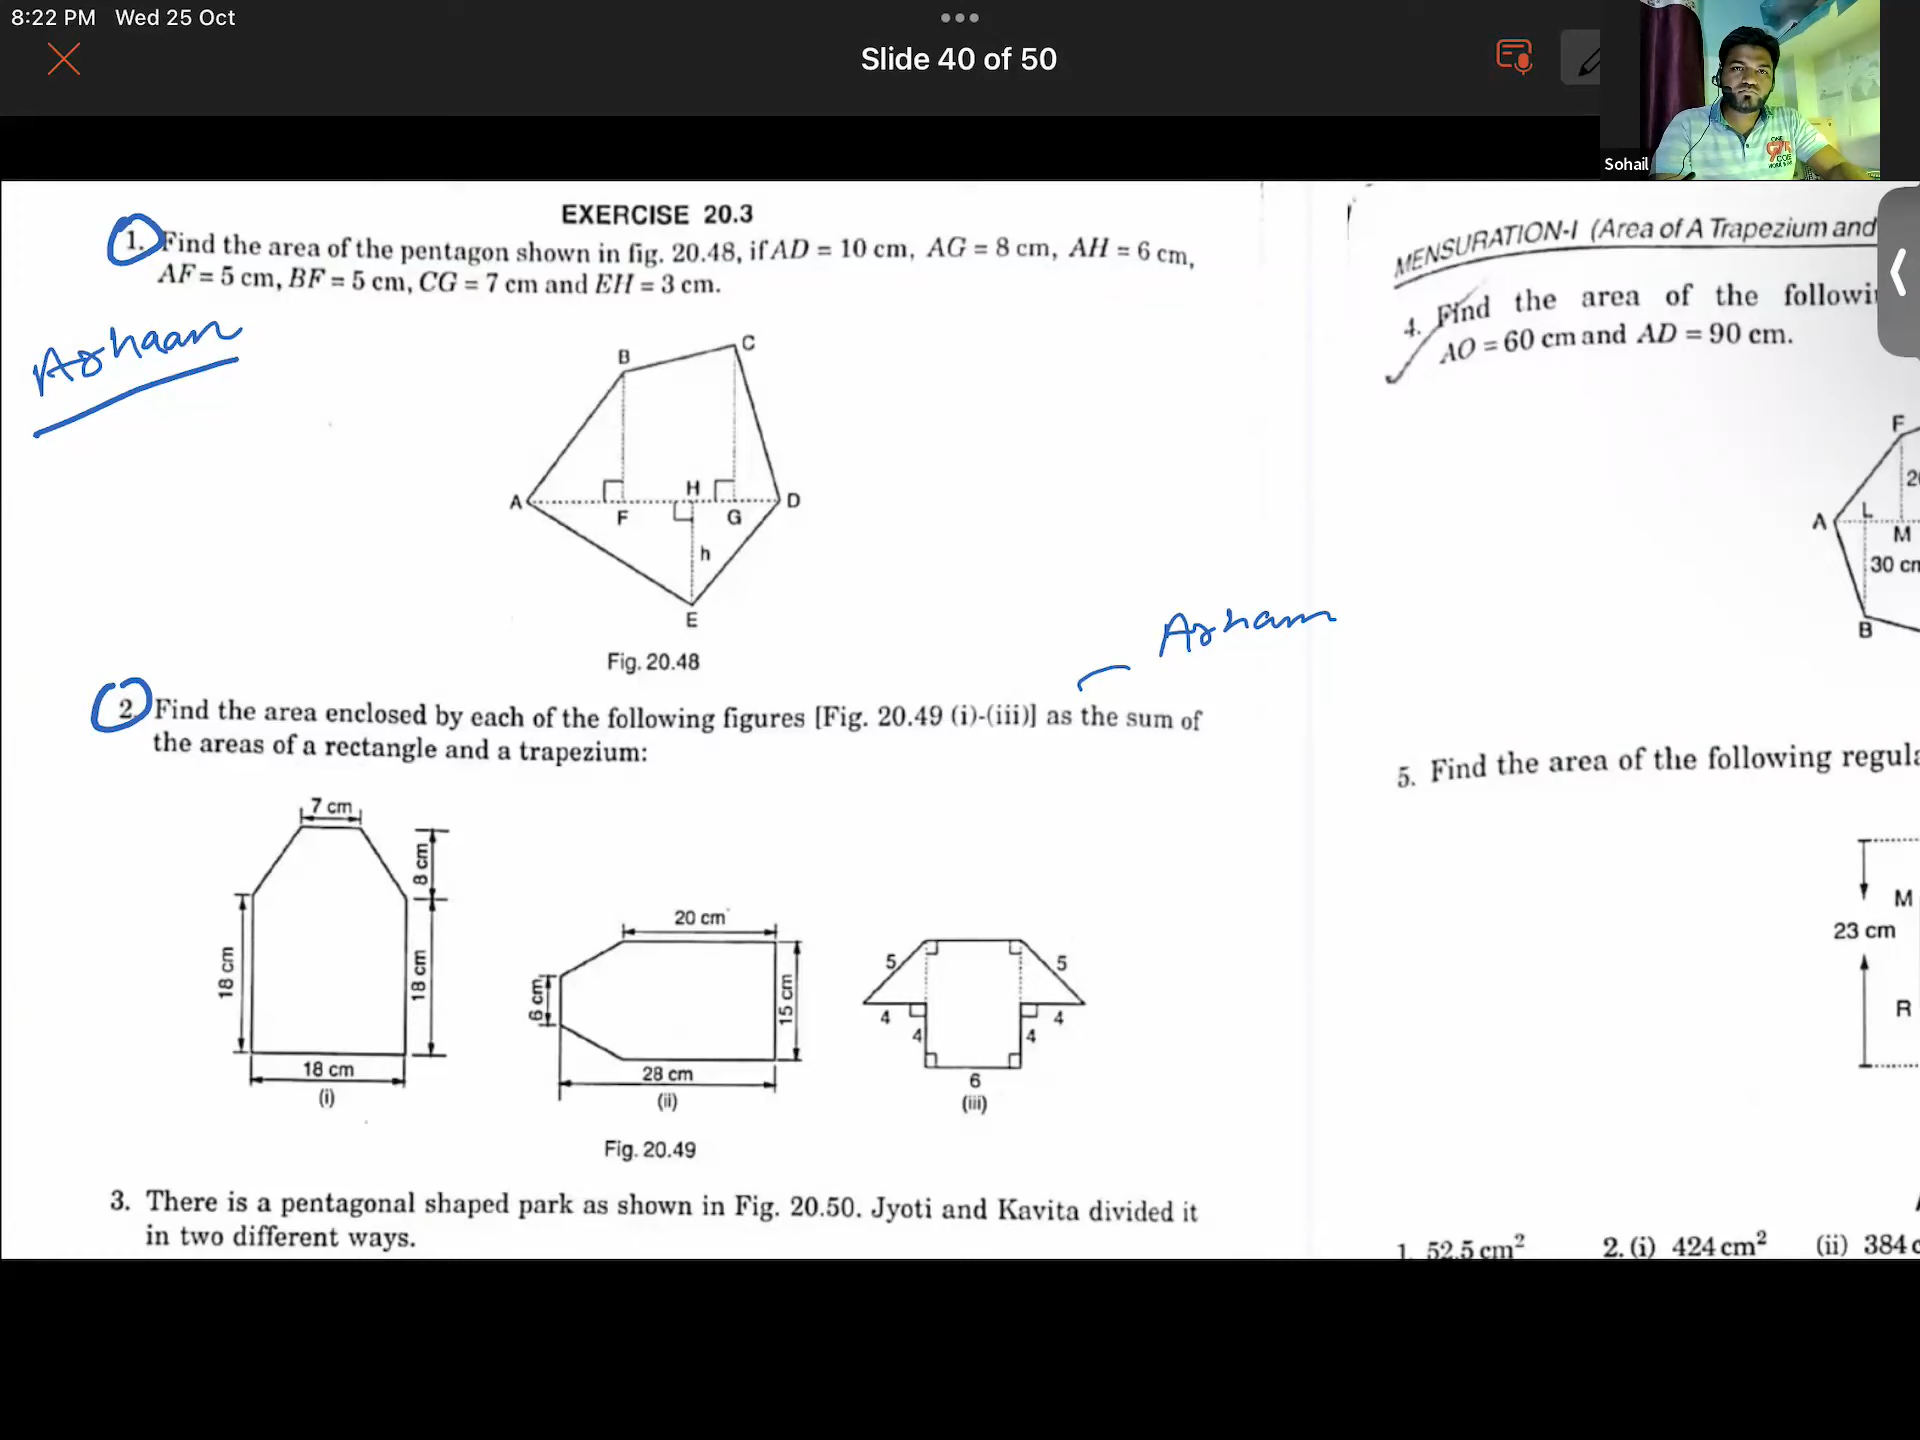 8:22 PM Wed 25 Oct
Slide 40 of 50
Sohail
EXERCISE 20.3
1. Find the area of the pentagon shown in fig. 20.48, if AD = 10 cm, AG = 8 cm, AH = 6 cm,
AF = 5 cm, BF = 5 cm, CG = 7 cm and EH = 3 cm.
Arhaan
B
C
A
F
H
G
D
h
E
Fig. 20.48
Arham
2. Find the area enclosed by each of the following figures [Fig. 20.49 (i)-(iii)] as the sum of
the areas of a rectangle and a trapezium:
7 cm
8 cm
18 cm
18 cm
18 cm
(i)
20 cm
6 cm
15 cm
28 cm
(ii)
5
5
4
4
4
4
6
(iii)
Fig. 20.49
3. There is a pentagonal shaped park as shown in Fig. 20.50. Jyoti and Kavita divided it
in two different ways.
MENSURATION-I (Area of A Trapezium and
4. Find the area of the followi
AO = 60 cm and AD = 90 cm.
F
A
L
M
30 cm
B
5. Find the area of the following regula
M
23 cm
R
1. 52.5 cm² 2. (i) 424 cm² (ii) 384 c